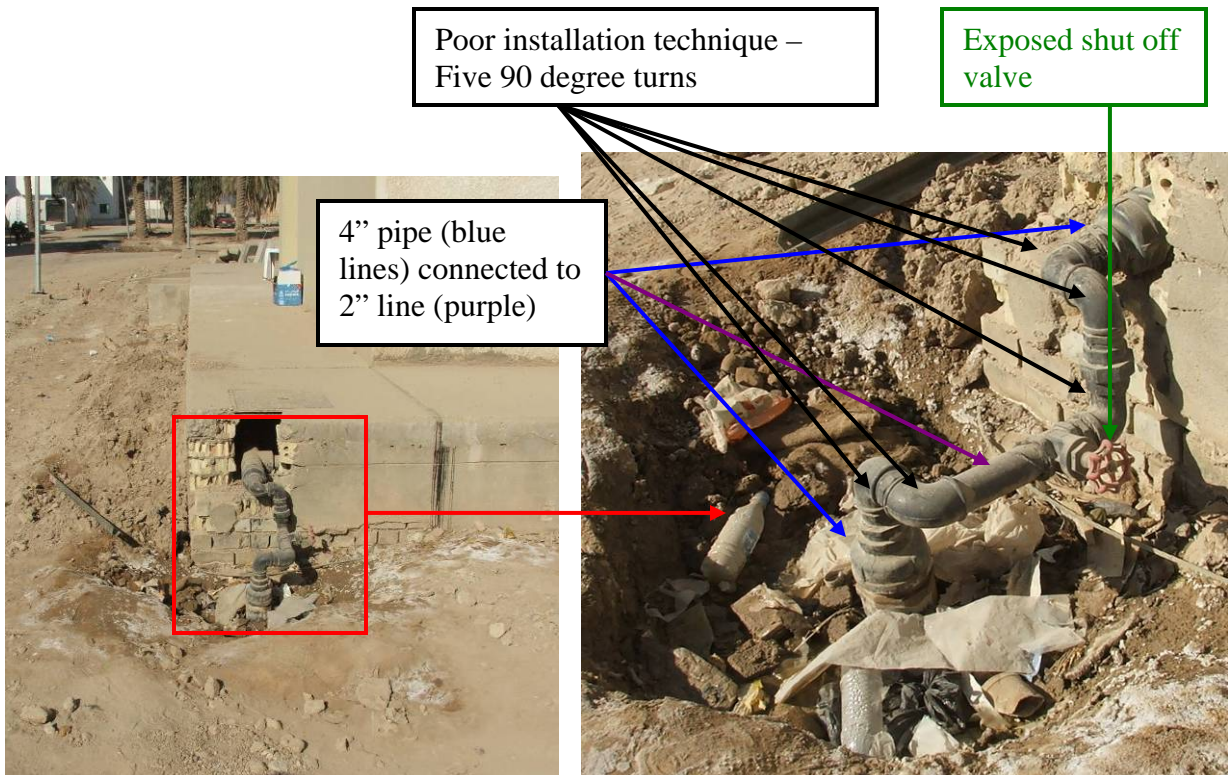 Poor installation technique –
Five 90 degree turns
Exposed shut off
valve
4” pipe (blue
lines) connected to
2” line (purple)